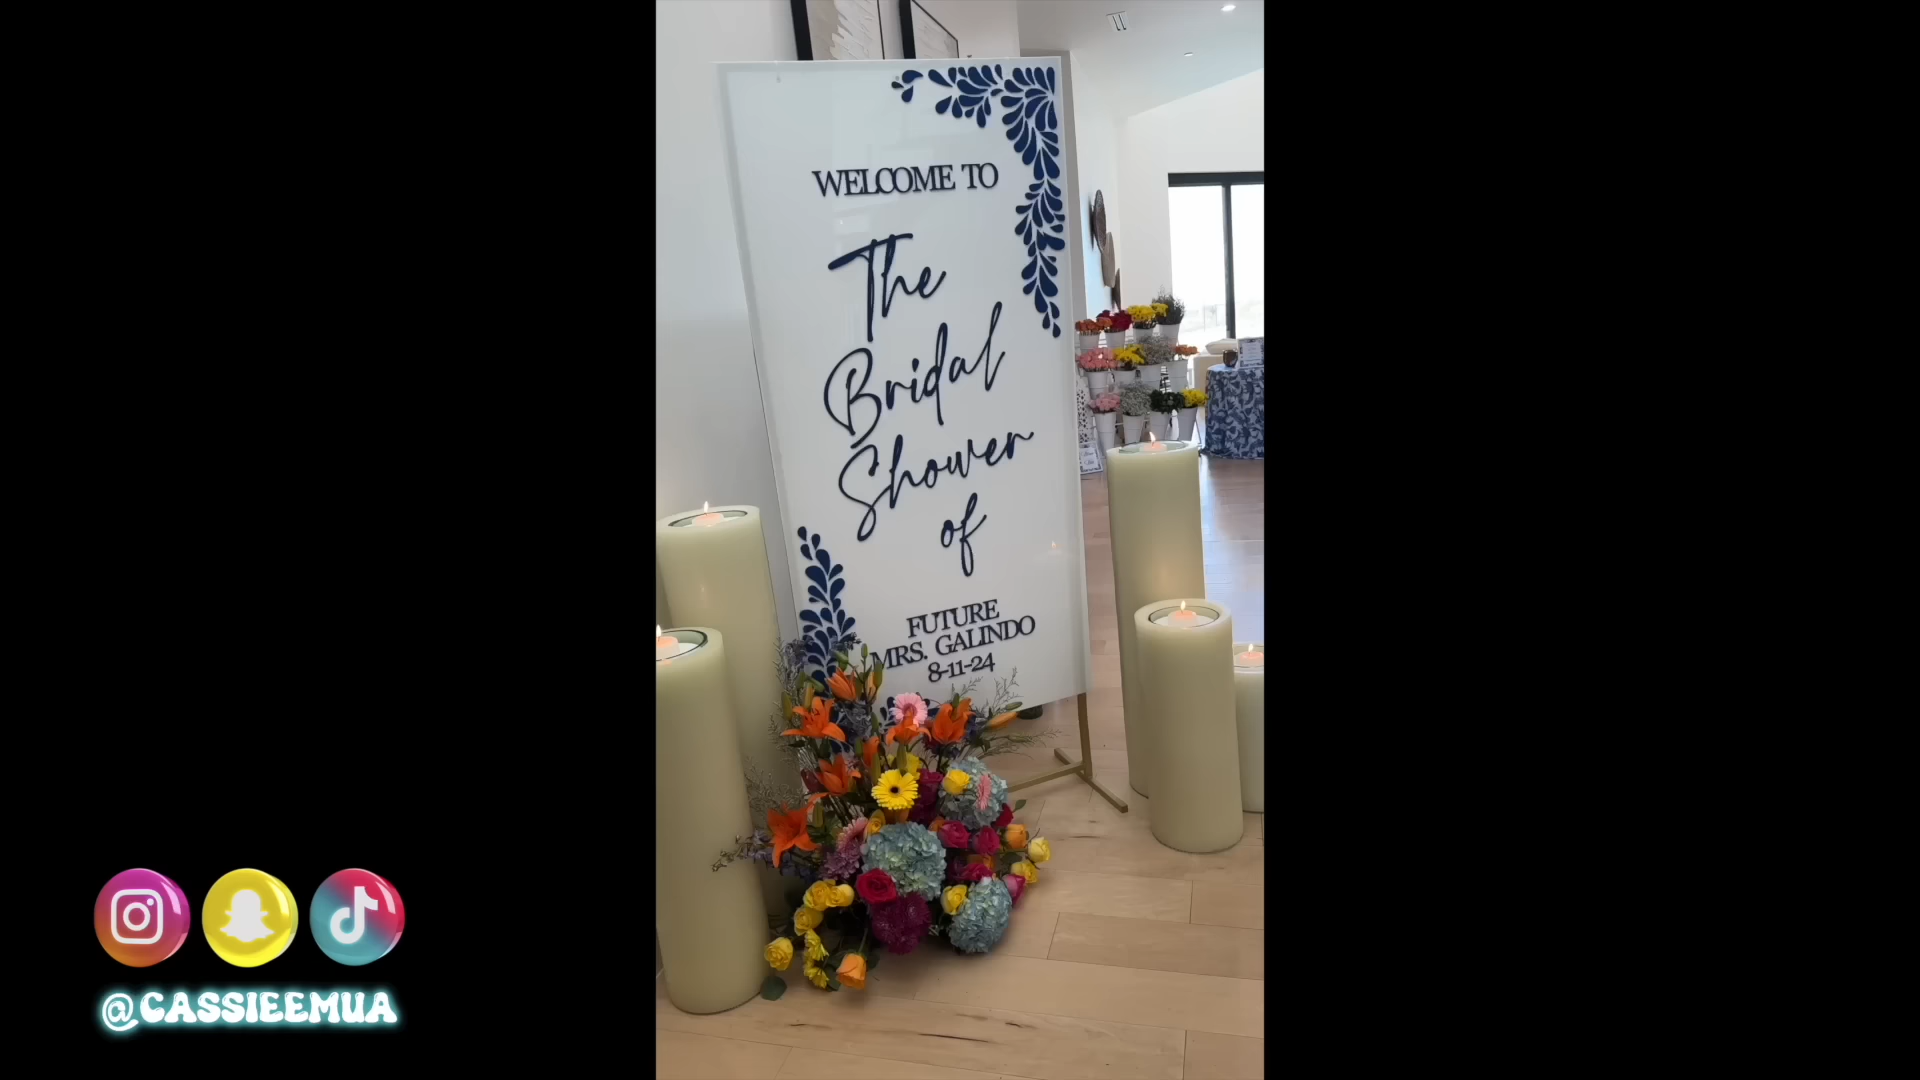 WELCOME TO
The
Bridal
Shower
of
FUTURE
MRS. GALINDO
8-11-24
@CASSIEEMUA